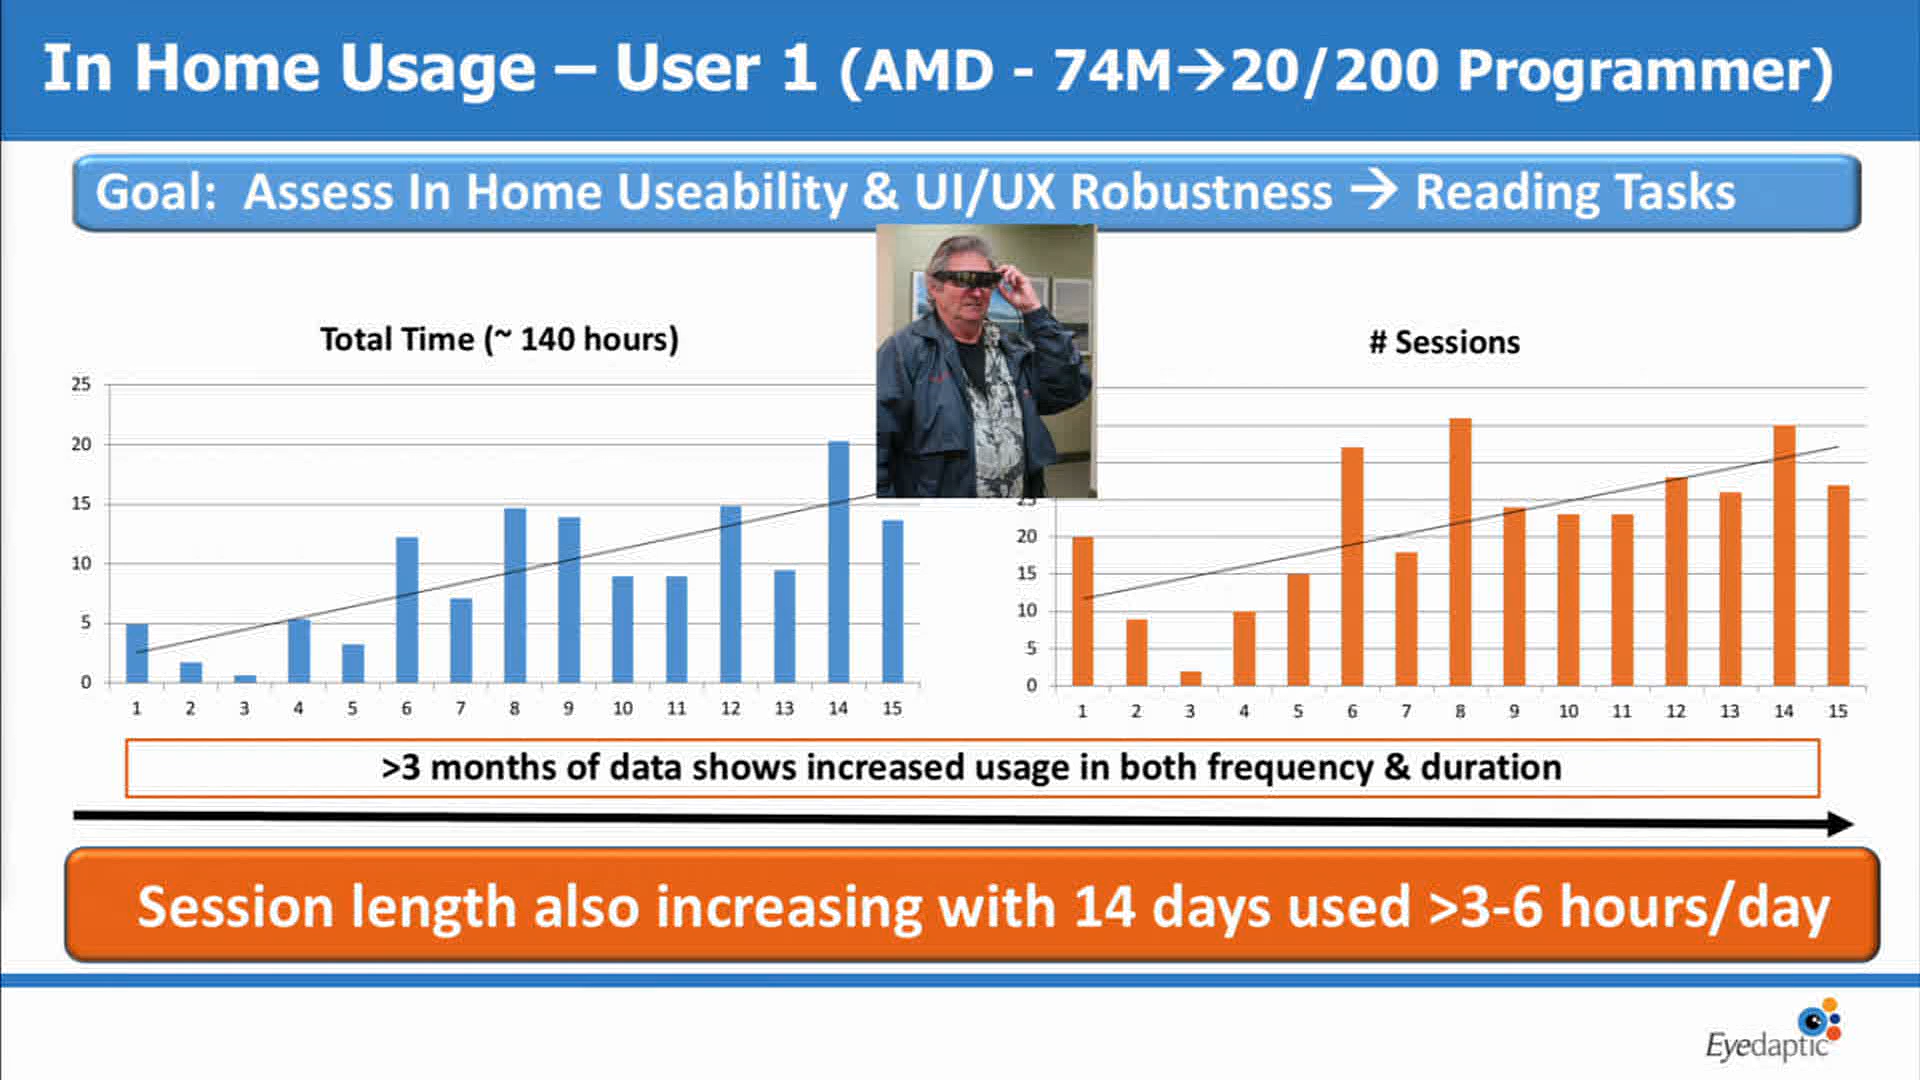 In Home Usage – User 1 (AMD - 74M→20/200 Programmer)
Goal: Assess In Home Useability & UI/UX Robustness → Reading Tasks
Total Time (~ 140 hours)
25
20
15
10
5
0
1 2 3 4 5 6 7 8 9 10 11 12 13 14 15
# Sessions
20
15
10
5
0
1 2 3 4 5 6 7 8 9 10 11 12 13 14 15
>3 months of data shows increased usage in both frequency & duration
Session length also increasing with 14 days used >3-6 hours/day
Eyedaptic